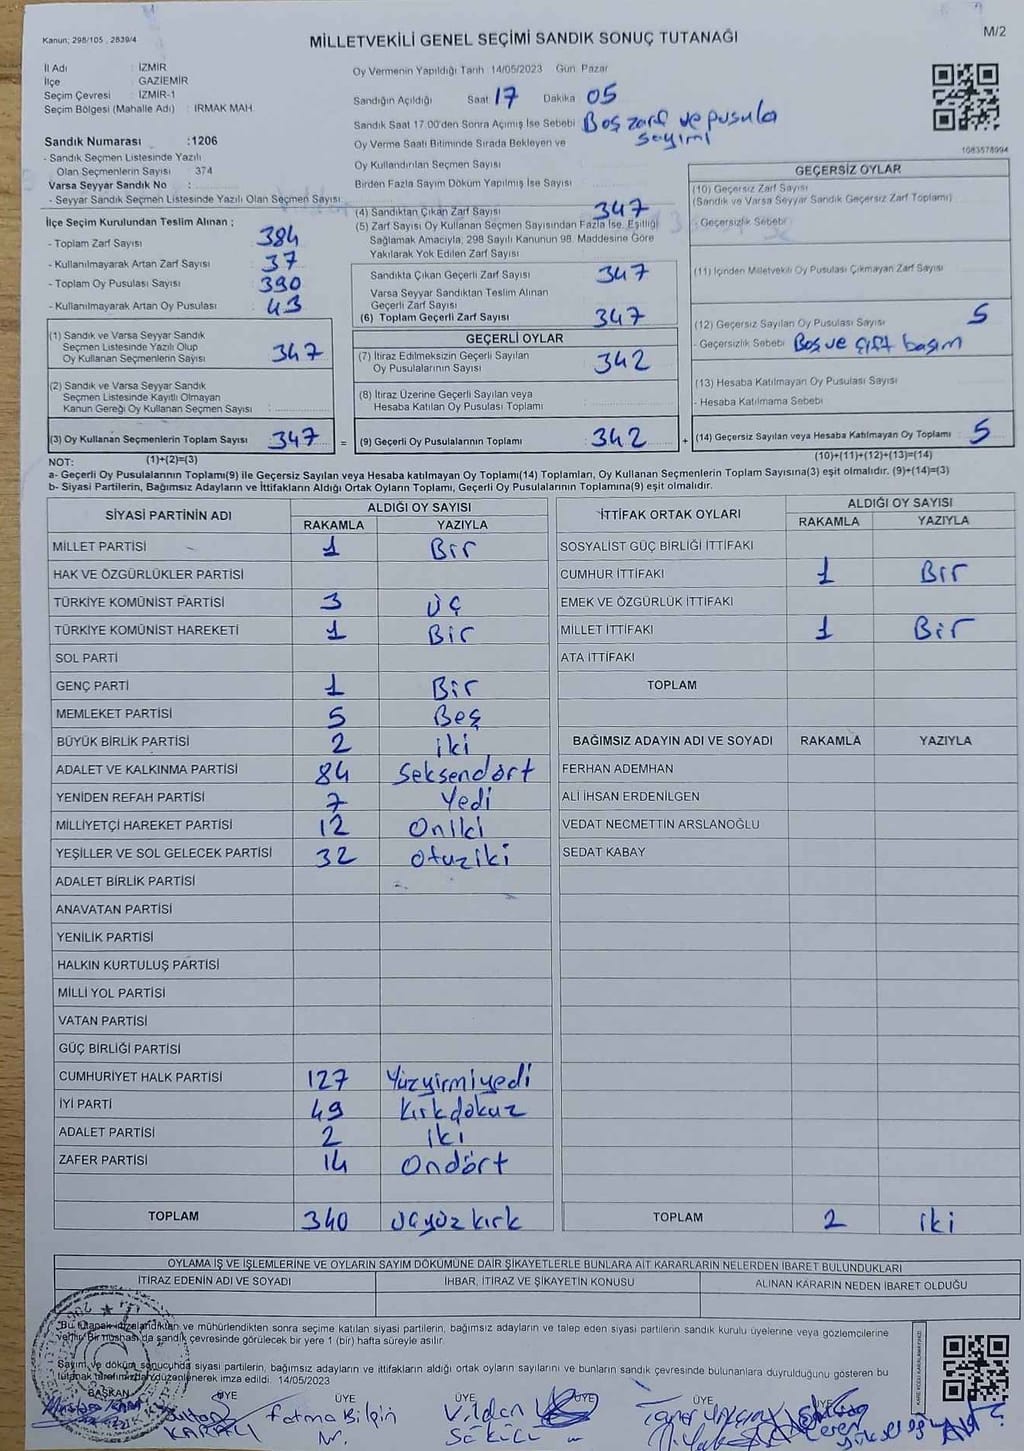 Kanun; 298/105 , 2839/4
MİLLETVEKİLİ GENEL SEÇİMİ SANDIK SONUÇ TUTANAĞI
M/2
İl Adı : İZMİR
İlçe : GAZİEMİR
Seçim Çevresi : İZMİR-1
Seçim Bölgesi (Mahalle Adı) : IRMAK MAH
Sandık Numarası :1206
- Sandık Seçmen Listesinde Yazılı
Olan Seçmenlerin Sayısı : 374
Varsa Seyyar Sandık No :
- Seyyar Sandık Seçmen Listesinde Yazılı Olan Seçmen Sayısı
Oy Vermenin Yapıldığı Tarih 14/05/2023 Gün: Pazar
Sandığın Açıldığı Saat 17 Dakika 05
Sandık Saat 17.00'den Sonra Açılmış İse Sebebi Boş zarf ve pusula sayımı
Oy Verme Saati Bitiminde Sırada Bekleyen ve
Oy Kullandırılan Seçmen Sayısı
Birden Fazla Sayım Döküm Yapılmış İse Sayısı
1083578094
İlçe Seçim Kurulundan Teslim Alınan ;
- Toplam Zarf Sayısı 384
- Kullanılmayarak Artan Zarf Sayısı 37
- Toplam Oy Pusulası Sayısı 390
- Kullanılmayarak Artan Oy Pusulası 43
(4) Sandıktan Çıkan Zarf Sayısı 347
(5) Zarf Sayısı Oy Kullanan Seçmen Sayısından Fazla İse, Eşitliği
Sağlamak Amacıyla, 298 Sayılı Kanunun 98. Maddesine Göre
Yakılarak Yok Edilen Zarf Sayısı
Sandıkta Çıkan Geçerli Zarf Sayısı 347
Varsa Seyyar Sandıktan Teslim Alınan
Geçerli Zarf Sayısı
(6) Toplam Geçerli Zarf Sayısı 347
GEÇERSİZ OYLAR
(10) Geçersiz Zarf Sayısı
(Sandık ve Varsa Seyyar Sandık Geçersiz Zarf Toplamı)
- Geçersizlik Sebebi
(11) İçinden Milletvekili Oy Pusulası Çıkmayan Zarf Sayısı
(12) Geçersiz Sayılan Oy Pusulası Sayısı 5
- Geçersizlik Sebebi Boş ve çift basım
(13) Hesaba Katılmayan Oy Pusulası Sayısı
- Hesaba Katılmama Sebebi
(1) Sandık ve Varsa Seyyar Sandık
Seçmen Listesinde Yazılı Olup
Oy Kullanan Seçmenlerin Sayısı : 347
(2) Sandık ve Varsa Seyyar Sandık
Seçmen Listesinde Kayıtlı Olmayan
Kanun Gereği Oy Kullanan Seçmen Sayısı :
GEÇERLİ OYLAR
(7) İtiraz Edilmeksizin Geçerli Sayılan
Oy Pusulalarının Sayısı : 342
(8) İtiraz Üzerine Geçerli Sayılan veya
Hesaba Katılan Oy Pusulası Toplamı
(3) Oy Kullanan Seçmenlerin Toplam Sayısı : 347 = (9) Geçerli Oy Pusulalarının Toplamı : 342 + (14) Geçersiz Sayılan veya Hesaba Katılmayan Oy Toplamı 5
NOT: (1)+(2)=(3) (10)+(11)+(12)+(13)=(14)
a- Geçerli Oy Pusulalarının Toplamı(9) ile Geçersiz Sayılan veya Hesaba katılmayan Oy Toplamı(14) Toplamları, Oy Kullanan Seçmenlerin Toplam Sayısına(3) eşit olmalıdır. (9)+(14)=(3)
b- Siyasi Partilerin, Bağımsız Adayların ve İttifakların Aldığı Ortak Oyların Toplamı, Geçerli Oy Pusulalarının Toplamına(9) eşit olmalıdır.
SİYASİ PARTİNİN ADI ALDIĞI OY SAYISI
RAKAMLA YAZIYLA
MİLLET PARTİSİ 1 Bir
HAK VE ÖZGÜRLÜKLER PARTİSİ
TÜRKİYE KOMÜNİST PARTİSİ 3 üç
TÜRKİYE KOMÜNİST HAREKETİ 1 Bir
SOL PARTİ
GENÇ PARTİ 1 Bir
MEMLEKET PARTİSİ 5 Beş
BÜYÜK BİRLİK PARTİSİ 2 iki
ADALET VE KALKINMA PARTİSİ 84 Seksendört
YENİDEN REFAH PARTİSİ 7 Yedi
MİLLİYETÇİ HAREKET PARTİSİ 12 Oniki
YEŞİLLER VE SOL GELECEK PARTİSİ 32 otuziki
ADALET BİRLİK PARTİSİ
ANAVATAN PARTİSİ
YENİLİK PARTİSİ
HALKIN KURTULUŞ PARTİSİ
MİLLİ YOL PARTİSİ
VATAN PARTİSİ
GÜÇ BİRLİĞİ PARTİSİ
CUMHURİYET HALK PARTİSİ 127 Yüzyirmiyedi
İYİ PARTİ 49 Kırkdokuz
ADALET PARTİSİ 2 iki
ZAFER PARTİSİ 14 Ondört
TOPLAM 340 üçyüz kırk
İTTİFAK ORTAK OYLARI ALDIĞI OY SAYISI
RAKAMLA YAZIYLA
SOSYALİST GÜÇ BİRLİĞİ İTTİFAKI
CUMHUR İTTİFAKI 1 Bir
EMEK VE ÖZGÜRLÜK İTTİFAKI
MİLLET İTTİFAKI 1 Bir
ATA İTTİFAKI
TOPLAM
BAĞIMSIZ ADAYIN ADI VE SOYADI RAKAMLA YAZIYLA
FERHAN ADEMHAN
ALİ İHSAN ERDENİLGEN
VEDAT NECMETTİN ARSLANOĞLU
SEDAT KABAY
TOPLAM 2 iki
OYLAMA İŞ VE İŞLEMLERİNE VE OYLARIN SAYIM DÖKÜMÜNE DAİR ŞİKAYETLERLE BUNLARA AİT KARARLARIN NELERDEN İBARET BULUNDUKLARI
İTİRAZ EDENİN ADI VE SOYADI İHBAR, İTİRAZ VE ŞİKAYETİN KONUSU ALINAN KARARIN NEDEN İBARET OLDUĞU
"Bu tutanak imzalandıktan ve mühürlendikten sonra seçime katılan siyasi partilerin, bağımsız adayların ve talep eden siyasi partilerin sandık kurulu üyelerine veya gözlemcilerine
verilir. Bir nüshası da sandık çevresinde görülecek bir yere 1 (bir) hafta süreyle asılır.
Sayım ve döküm sonucunda siyasi partilerin, bağımsız adayların ve ittifakların aldığı ortak oyların sayılarını ve bunların sandık çevresinde bulunanlara duyrulduğunu gösteren bu
tutanak tarafımızdan düzenlenerek imza edildi. 14/05/2023
BAŞKAN ÜYE ÜYE ÜYE ÜYE ÜYE ÜYE
Sultan KARALI Fatma Bilgin Vildan